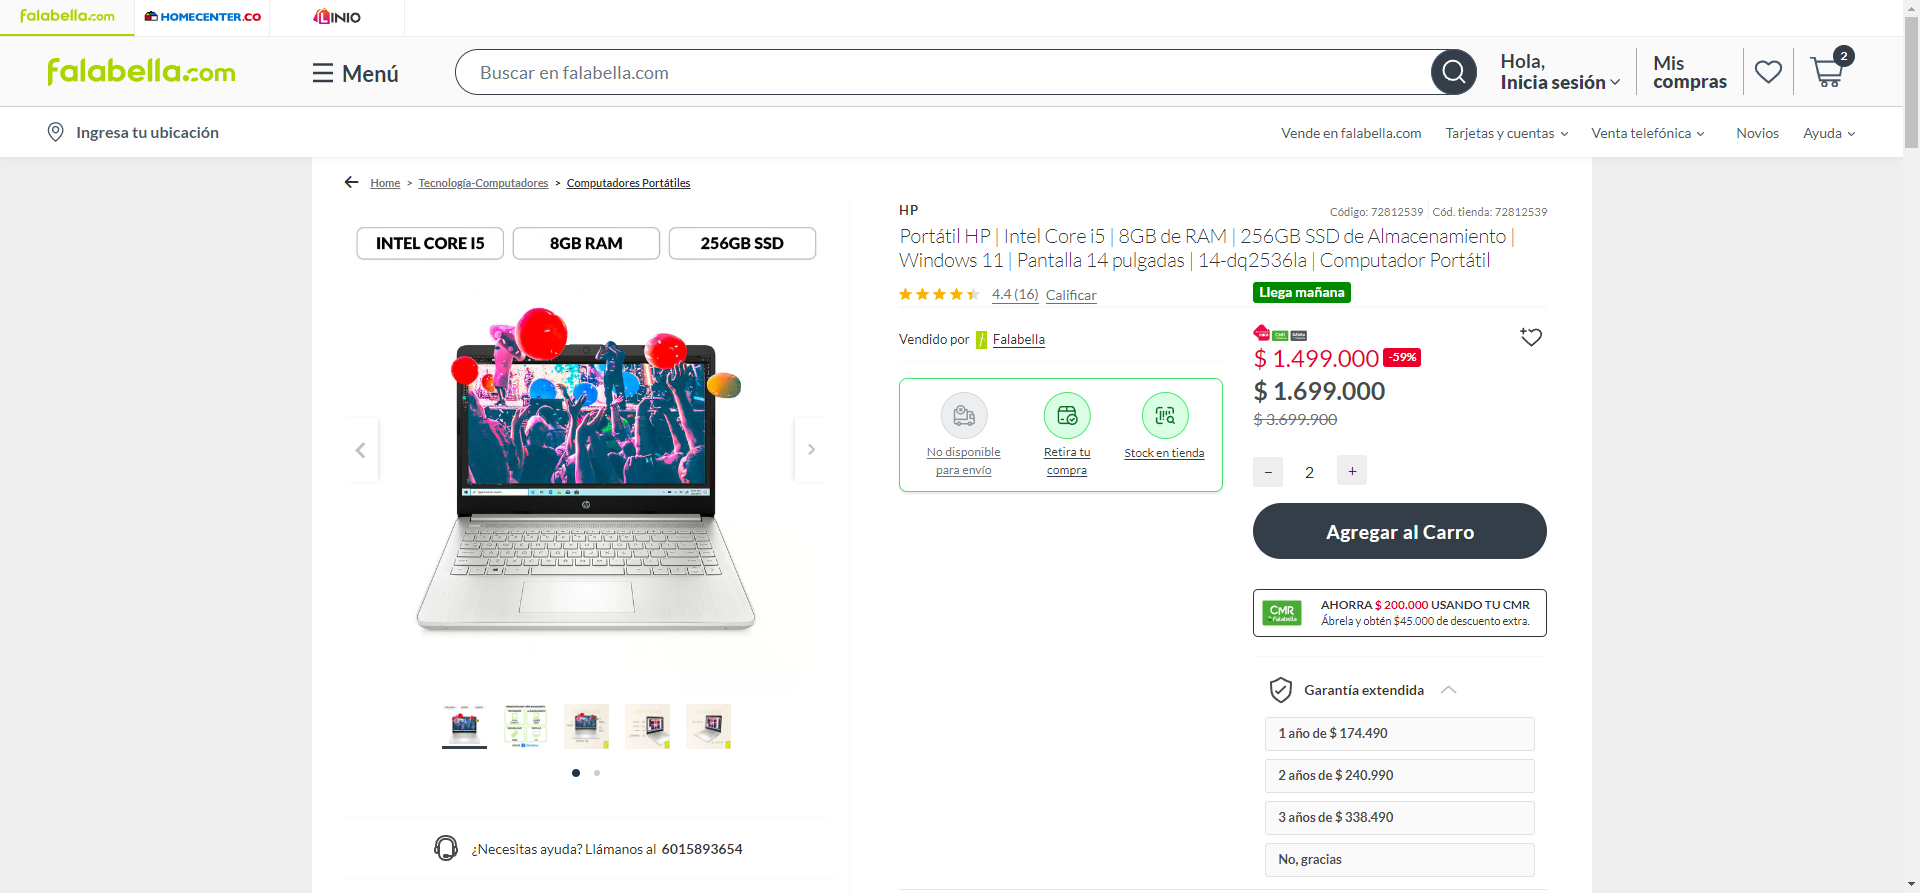 falabella.com
HOMECENTER.CO
LINIO
falabella.com
Menú
Buscar en falabella.com
Hola,
Inicia sesión
Mis
compras
2
Ingresa tu ubicación
Vende en falabella.com
Tarjetas y cuentas
Venta telefónica
Novios
Ayuda
Home > Tecnología-Computadores > Computadores Portátiles
INTEL CORE I5
8GB RAM
256GB SSD
HP
Código: 72812539
Cód. tienda: 72812539
Portátil HP | Intel Core i5 | 8GB de RAM | 256GB SSD de Almacenamiento |
Windows 11 | Pantalla 14 pulgadas | 14-dq2536la | Computador Portátil
4.4 (16)
Calificar
Llega mañana
Vendido por
Falabella
No disponible
para envío
Retira tu
compra
Stock en tienda
$ 1.499.000
-59%
$ 1.699.000
$ 3.699.900
−
2
+
Agregar al Carro
CMR
Falabella
AHORRA $ 200.000 USANDO TU CMR
Ábrela y obtén $45.000 de descuento extra.
Garantía extendida
1 año de $ 174.490
2 años de $ 240.990
3 años de $ 338.490
No, gracias
¿Necesitas ayuda? Llámanos al 6015893654